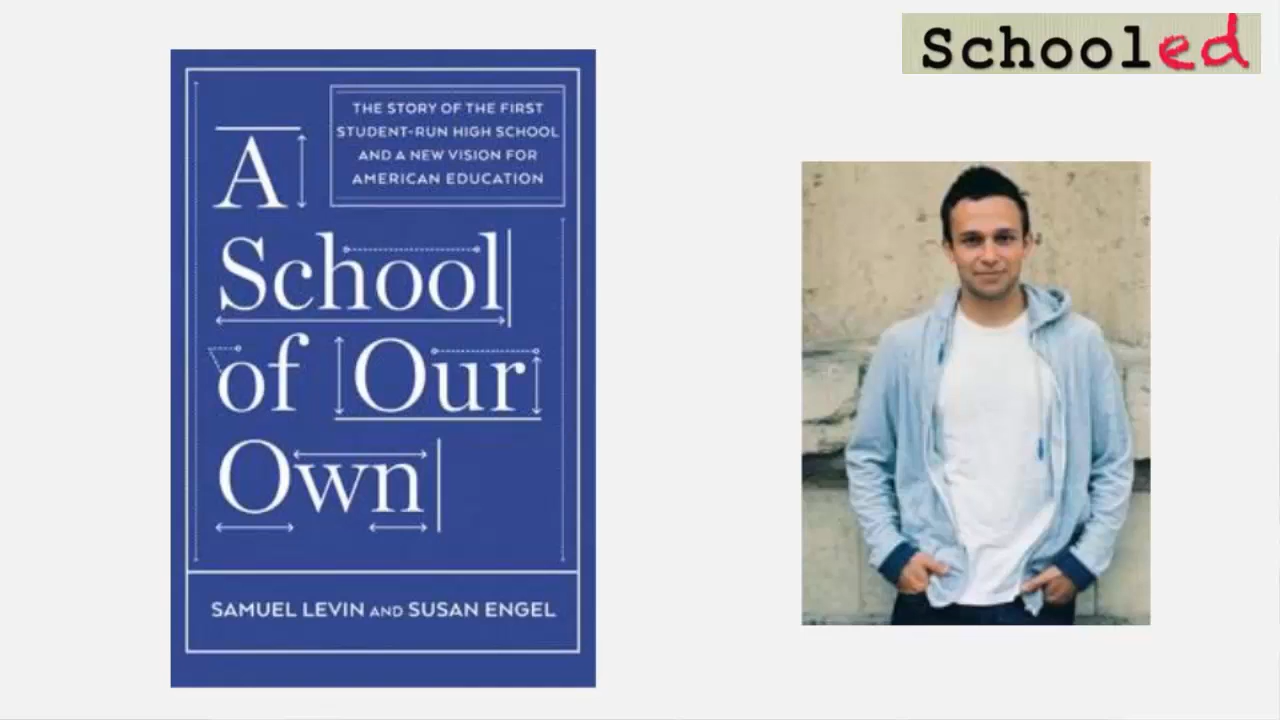 Schooled
THE STORY OF THE FIRST
STUDENT-RUN HIGH SCHOOL
AND A NEW VISION FOR
AMERICAN EDUCATION
A
School
of Our
Own
SAMUEL LEVIN AND SUSAN ENGEL